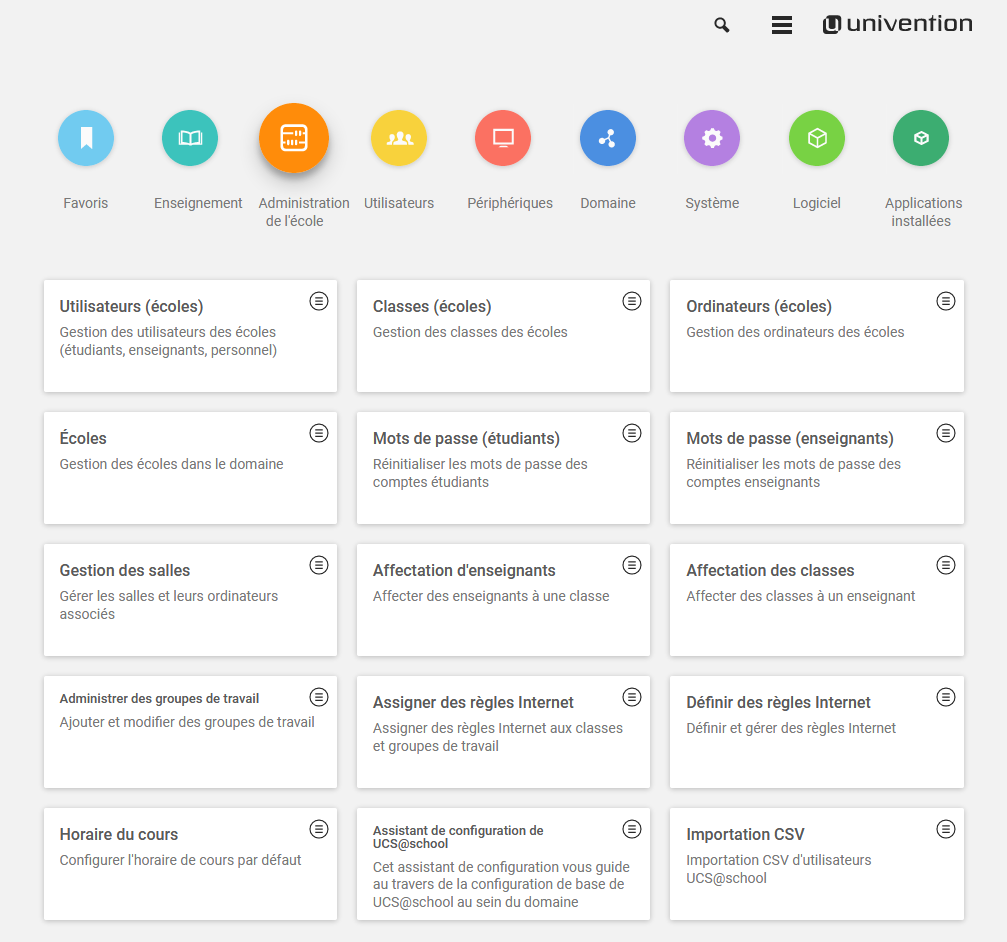 univention
Favoris
Enseignement
Administration
de l'école
Utilisateurs
Périphériques
Domaine
Système
Logiciel
Applications
installées
Utilisateurs (écoles)
Gestion des utilisateurs des écoles
(étudiants, enseignants, personnel)
Classes (écoles)
Gestion des classes des écoles
Ordinateurs (écoles)
Gestion des ordinateurs des écoles
Écoles
Gestion des écoles dans le domaine
Mots de passe (étudiants)
Réinitialiser les mots de passe des
comptes étudiants
Mots de passe (enseignants)
Réinitialiser les mots de passe des
comptes enseignants
Gestion des salles
Gérer les salles et leurs ordinateurs
associés
Affectation d'enseignants
Affecter des enseignants à une classe
Affectation des classes
Affecter des classes à un enseignant
Administrer des groupes de travail
Ajouter et modifier des groupes de travail
Assigner des règles Internet
Assigner des règles Internet aux classes
et groupes de travail
Définir des règles Internet
Définir et gérer des règles Internet
Horaire du cours
Configurer l'horaire de cours par défaut
Assistant de configuration de
UCS@school
Cet assistant de configuration vous guide
au travers de la configuration de base de
UCS@school au sein du domaine
Importation CSV
Importation CSV d'utilisateurs
UCS@school